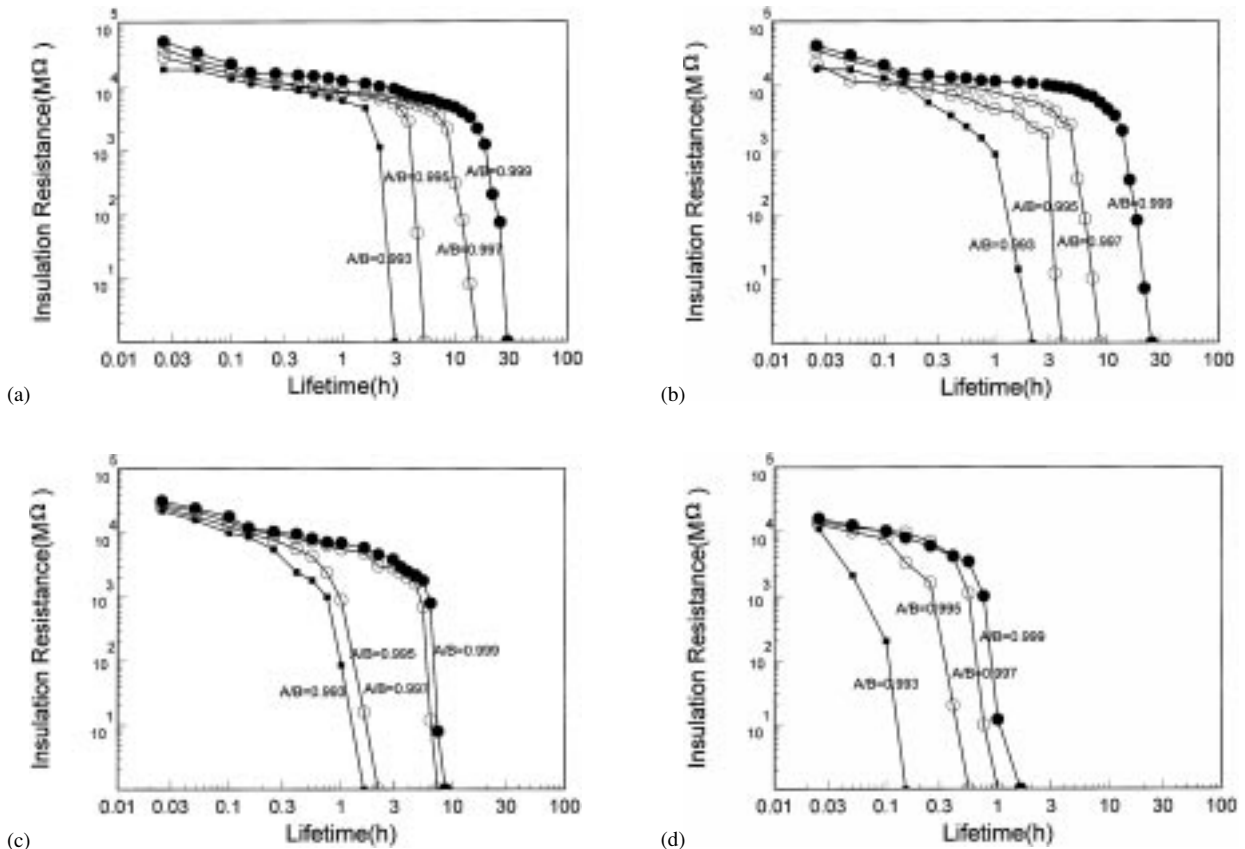 Insulation Resistance(MΩ)
10 5
10 4
10 3
10 2
10 1
A/B=0.995
A/B=0.999
A/B=0.993
A/B=0.997
0.01 0.03 0.1 0.3 1 3 10 30 100
Lifetime(h)
(a)
Insulation Resistance(MΩ)
10 5
10 4
10 3
10 2
10 1
A/B=0.995
A/B=0.999
A/B=0.993
A/B=0.997
0.01 0.03 0.1 0.3 1 3 10 30 100
Lifetime(h)
(b)
Insulation Resistance(MΩ)
10 5
10 4
10 3
10 2
10 1
A/B=0.995
A/B=0.999
A/B=0.993
A/B=0.997
0.01 0.03 0.1 0.3 1 3 10 30 100
Lifetime(h)
(c)
Insulation Resistance(MΩ)
10 5
10 4
10 3
10 2
10 1
A/B=0.995
A/B=0.999
A/B=0.993
A/B=0.997
0.01 0.03 0.1 0.3 1 3 10 30 100
Lifetime(h)
(d)